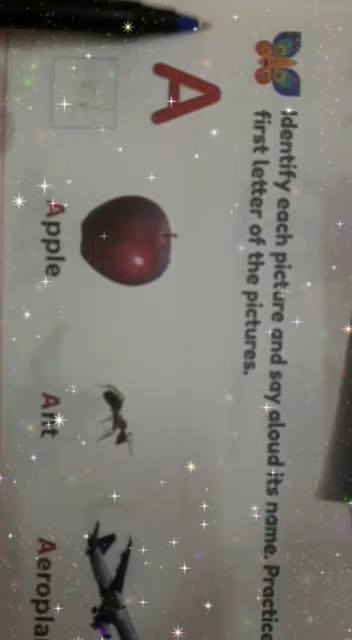 Identify each picture and say aloud its name. Practice
first letter of the pictures.
A
Apple
Ant
Aeropla